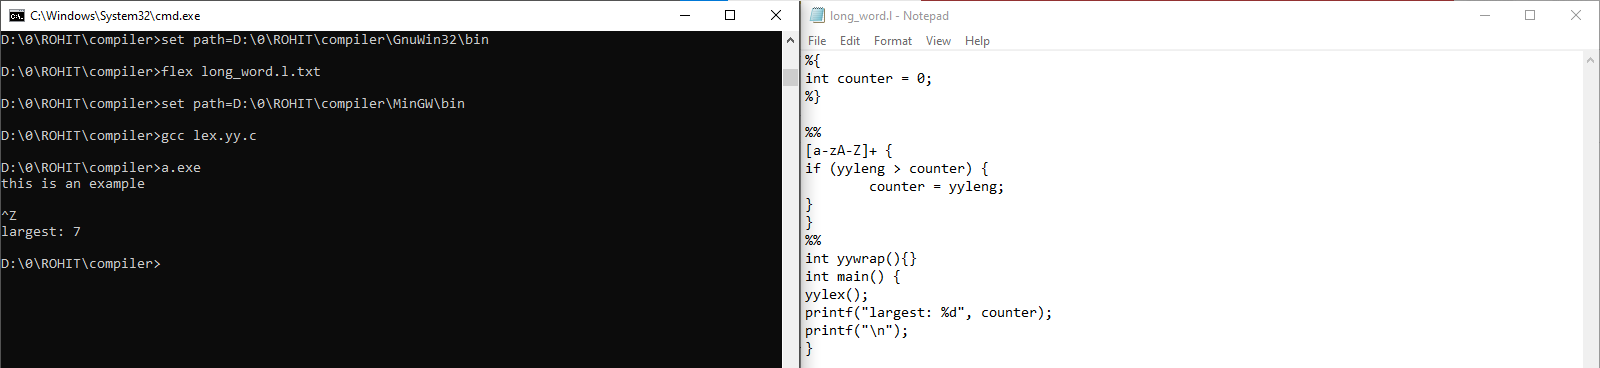 C:\Windows\System32\cmd.exe
D:\0\ROHIT\compiler>set path=D:\0\ROHIT\compiler\GnuWin32\bin
D:\0\ROHIT\compiler>flex long_word.l.txt
D:\0\ROHIT\compiler>set path=D:\0\ROHIT\compiler\MinGW\bin
D:\0\ROHIT\compiler>gcc lex.yy.c
D:\0\ROHIT\compiler>a.exe
this is an example
^Z
largest: 7
D:\0\ROHIT\compiler>
long_word.l - Notepad
File Edit Format View Help
%{
int counter = 0;
%}
%%
[a-zA-Z]+ {
if (yyleng > counter) {
        counter = yyleng;
}
}
%%
int yywrap(){}
int main() {
yylex();
printf("largest: %d", counter);
printf("\n");
}